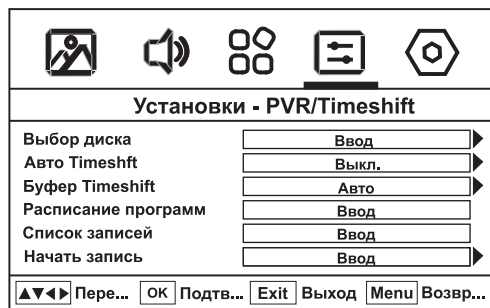 Установки - PVR/Timeshift
Выбор диска Ввод
Авто Timeshft Выкл.
Буфер Timeshift Авто
Расписание программ Ввод
Список записей Ввод
Начать запись Ввод
▲▼◀▶ Пере... OK Подтв... Exit Выход Menu Возвр...